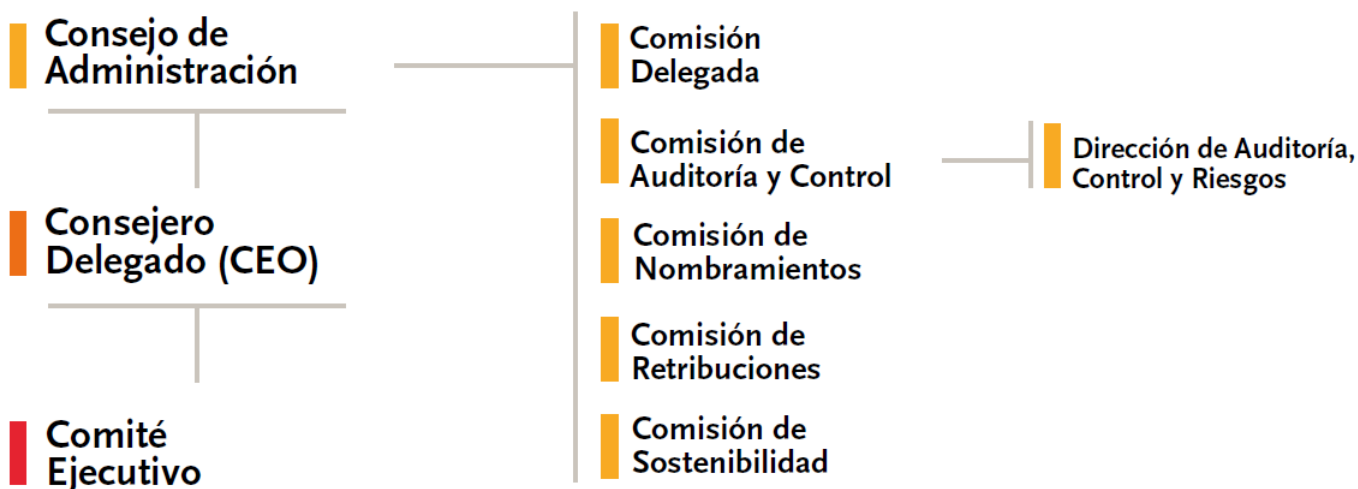 Consejo de
Administración
Consejero
Delegado (CEO)
Comité
Ejecutivo
Comisión
Delegada
Comisión de
Auditoría y Control
Comisión de
Nombramientos
Comisión de
Retribuciones
Comisión de
Sostenibilidad
Dirección de Auditoría,
Control y Riesgos